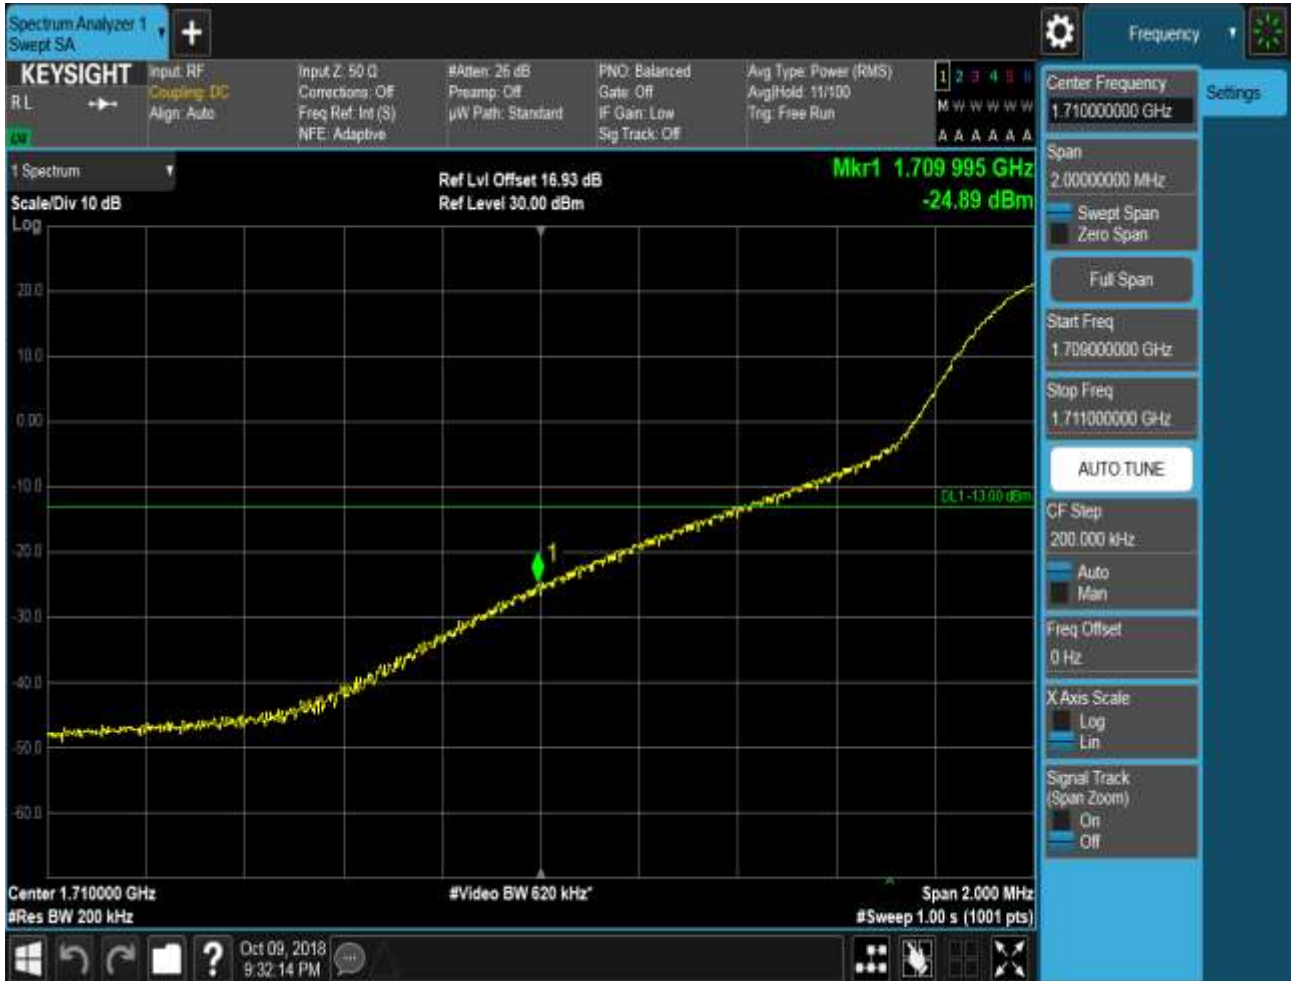 Spectrum Analyzer 1
Swept SA
Frequency
KEYSIGHT
R L
Input: RF
Coupling: DC
Align: Auto
Input Z: 50 Ω
Corrections: Off
Freq Ref: Int (S)
NFE: Adaptive
#Atten: 26 dB
Preamp: Off
µW Path: Standard
PNO: Balanced
Gate: Off
IF Gain: Low
Sig Track: Off
Avg Type: Power (RMS)
Avg|Hold: 11/100
Trig: Free Run
1 2 3 4 5 6
M W W W W W
A A A A A A
1 Spectrum
Scale/Div 10 dB
Log
Ref Lvl Offset 16.93 dB
Ref Level 30.00 dBm
Mkr1 1.709 995 GHz
-24.89 dBm
20.0
10.0
0.00
-10.0
-20.0
-30.0
-40.0
-50.0
-60.0
DL1 -13.00 dBm
1
Center 1.710000 GHz
#Res BW 200 kHz
#Video BW 620 kHz*
Span 2.000 MHz
#Sweep 1.00 s (1001 pts)
Oct 09, 2018
9:32:14 PM
Center Frequency
1.710000000 GHz
Settings
Span
2.00000000 MHz
Swept Span
Zero Span
Full Span
Start Freq
1.709000000 GHz
Stop Freq
1.711000000 GHz
AUTO TUNE
CF Step
200.000 kHz
Auto
Man
Freq Offset
0 Hz
X Axis Scale
Log
Lin
Signal Track
(Span Zoom)
On
Off